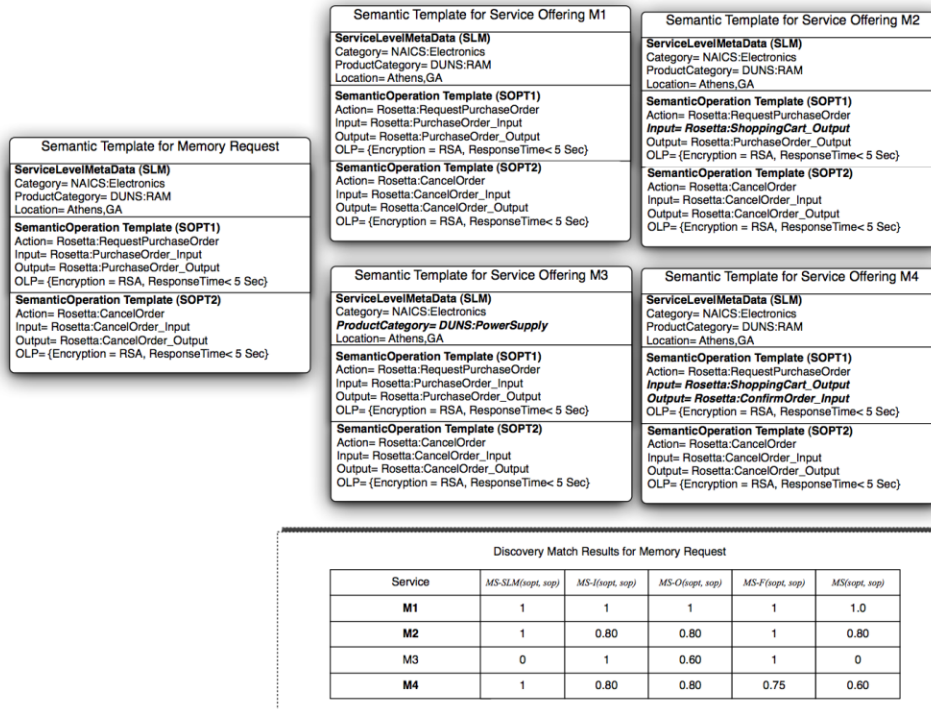 Semantic Template for Memory Request
ServiceLevelMetaData (SLM)
Category= NAICS:Electronics
ProductCategory= DUNS:RAM
Location= Athens,GA
SemanticOperation Template (SOPT1)
Action= Rosetta:RequestPurchaseOrder
Input= Rosetta:PurchaseOrder_Input
Output= Rosetta:PurchaseOrder_Output
OLP= {Encryption = RSA, ResponseTime< 5 Sec}
SemanticOperation Template (SOPT2)
Action= Rosetta:CancelOrder
Input= Rosetta:CancelOrder_Input
Output= Rosetta:CancelOrder_Output
OLP= {Encryption = RSA, ResponseTime< 5 Sec}
Semantic Template for Service Offering M1
ServiceLevelMetaData (SLM)
Category= NAICS:Electronics
ProductCategory= DUNS:RAM
Location= Athens,GA
SemanticOperation Template (SOPT1)
Action= Rosetta:RequestPurchaseOrder
Input= Rosetta:PurchaseOrder_Input
Output= Rosetta:PurchaseOrder_Output
OLP= {Encryption = RSA, ResponseTime< 5 Sec}
SemanticOperation Template (SOPT2)
Action= Rosetta:CancelOrder
Input= Rosetta:CancelOrder_Input
Output= Rosetta:CancelOrder_Output
OLP= {Encryption = RSA, ResponseTime< 5 Sec}
Semantic Template for Service Offering M2
ServiceLevelMetaData (SLM)
Category= NAICS:Electronics
ProductCategory= DUNS:RAM
Location= Athens,GA
SemanticOperation Template (SOPT1)
Action= Rosetta:RequestPurchaseOrder
Input= Rosetta:ShoppingCart_Output
Output= Rosetta:PurchaseOrder_Output
OLP= {Encryption = RSA, ResponseTime< 5 Sec}
SemanticOperation Template (SOPT2)
Action= Rosetta:CancelOrder
Input= Rosetta:CancelOrder_Input
Output= Rosetta:CancelOrder_Output
OLP= {Encryption = RSA, ResponseTime< 5 Sec}
Semantic Template for Service Offering M3
ServiceLevelMetaData (SLM)
Category= NAICS:Electronics
ProductCategory= DUNS:PowerSupply
Location= Athens,GA
SemanticOperation Template (SOPT1)
Action= Rosetta:RequestPurchaseOrder
Input= Rosetta:PurchaseOrder_Input
Output= Rosetta:PurchaseOrder_Output
OLP= {Encryption = RSA, ResponseTime< 5 Sec}
SemanticOperation Template (SOPT2)
Action= Rosetta:CancelOrder
Input= Rosetta:CancelOrder_Input
Output= Rosetta:CancelOrder_Output
OLP= {Encryption = RSA, ResponseTime< 5 Sec}
Semantic Template for Service Offering M4
ServiceLevelMetaData (SLM)
Category= NAICS:Electronics
ProductCategory= DUNS:RAM
Location= Athens,GA
SemanticOperation Template (SOPT1)
Action= Rosetta:RequestPurchaseOrder
Input= Rosetta:ShoppingCart_Output
Output= Rosetta:ConfirmOrder_Input
OLP= {Encryption = RSA, ResponseTime< 5 Sec}
SemanticOperation Template (SOPT2)
Action= Rosetta:CancelOrder
Input= Rosetta:CancelOrder_Input
Output= Rosetta:CancelOrder_Output
OLP= {Encryption = RSA, ResponseTime< 5 Sec}
Discovery Match Results for Memory Request
Service MS-SLM(sopt, sop) MS-I(sopt, sop) MS-O(sopt, sop) MS-F(sopt, sop) MS(sopt, sop)
M1 1 1 1 1 1.0
M2 1 0.80 0.80 1 0.80
M3 0 1 0.60 1 0
M4 1 0.80 0.80 0.75 0.60